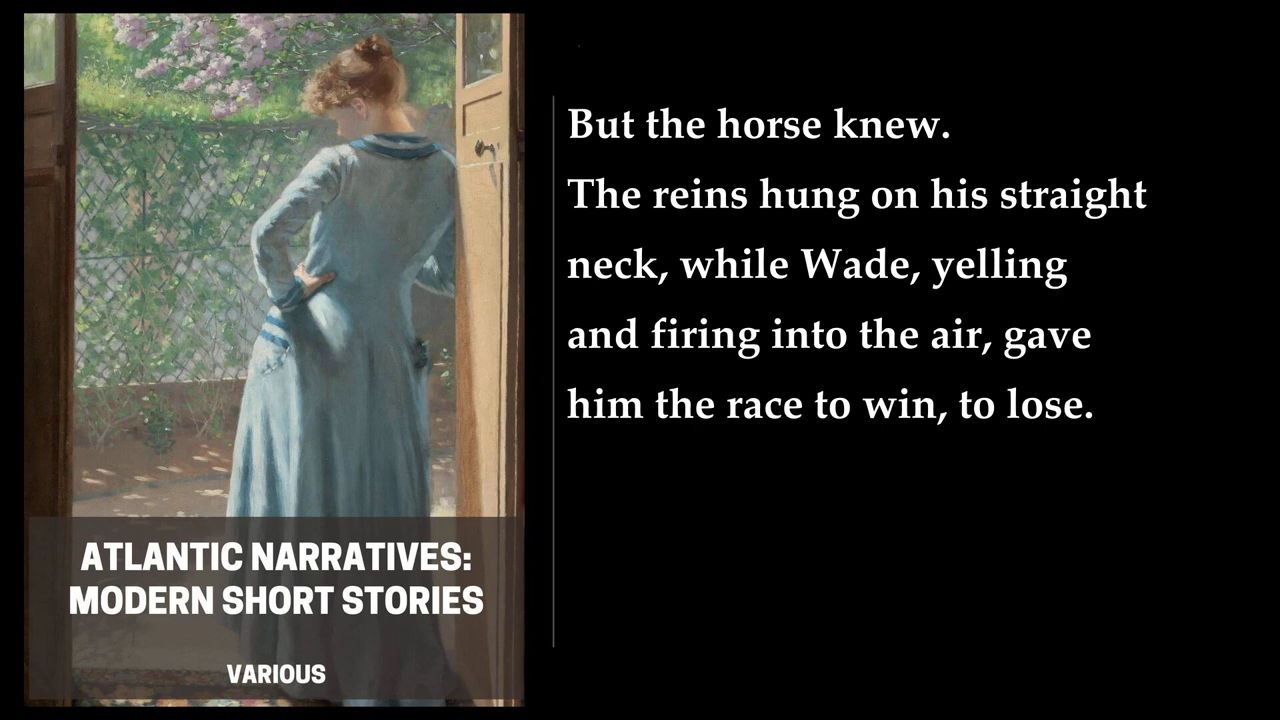 But the horse knew.
The reins hung on his straight
neck, while Wade, yelling
and firing into the air, gave
him the race to win, to lose.
ATLANTIC NARRATIVES:
MODERN SHORT STORIES
VARIOUS